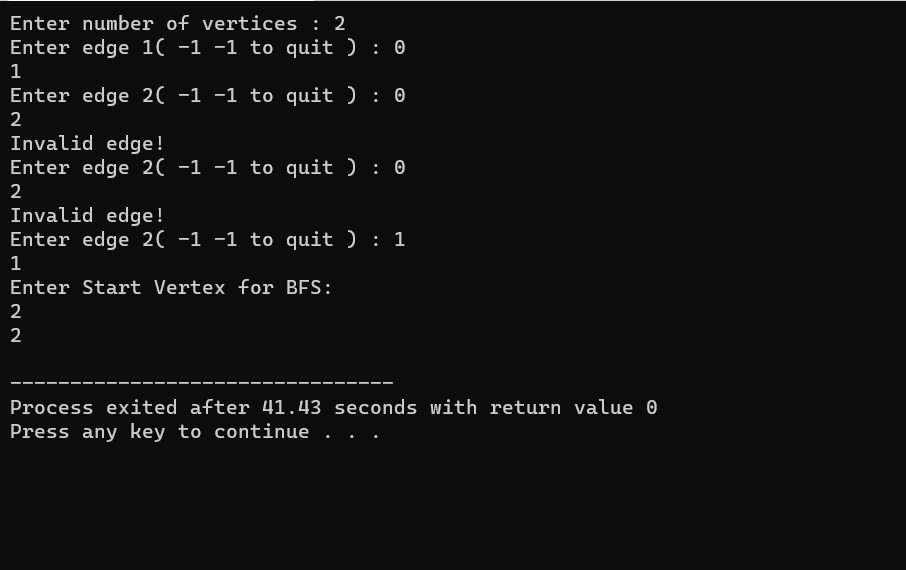 Enter number of vertices : 2
Enter edge 1( -1 -1 to quit ) : 0
1
Enter edge 2( -1 -1 to quit ) : 0
2
Invalid edge!
Enter edge 2( -1 -1 to quit ) : 0
2
Invalid edge!
Enter edge 2( -1 -1 to quit ) : 1
1
Enter Start Vertex for BFS:
2
2
--------------------------------
Process exited after 41.43 seconds with return value 0
Press any key to continue . . .